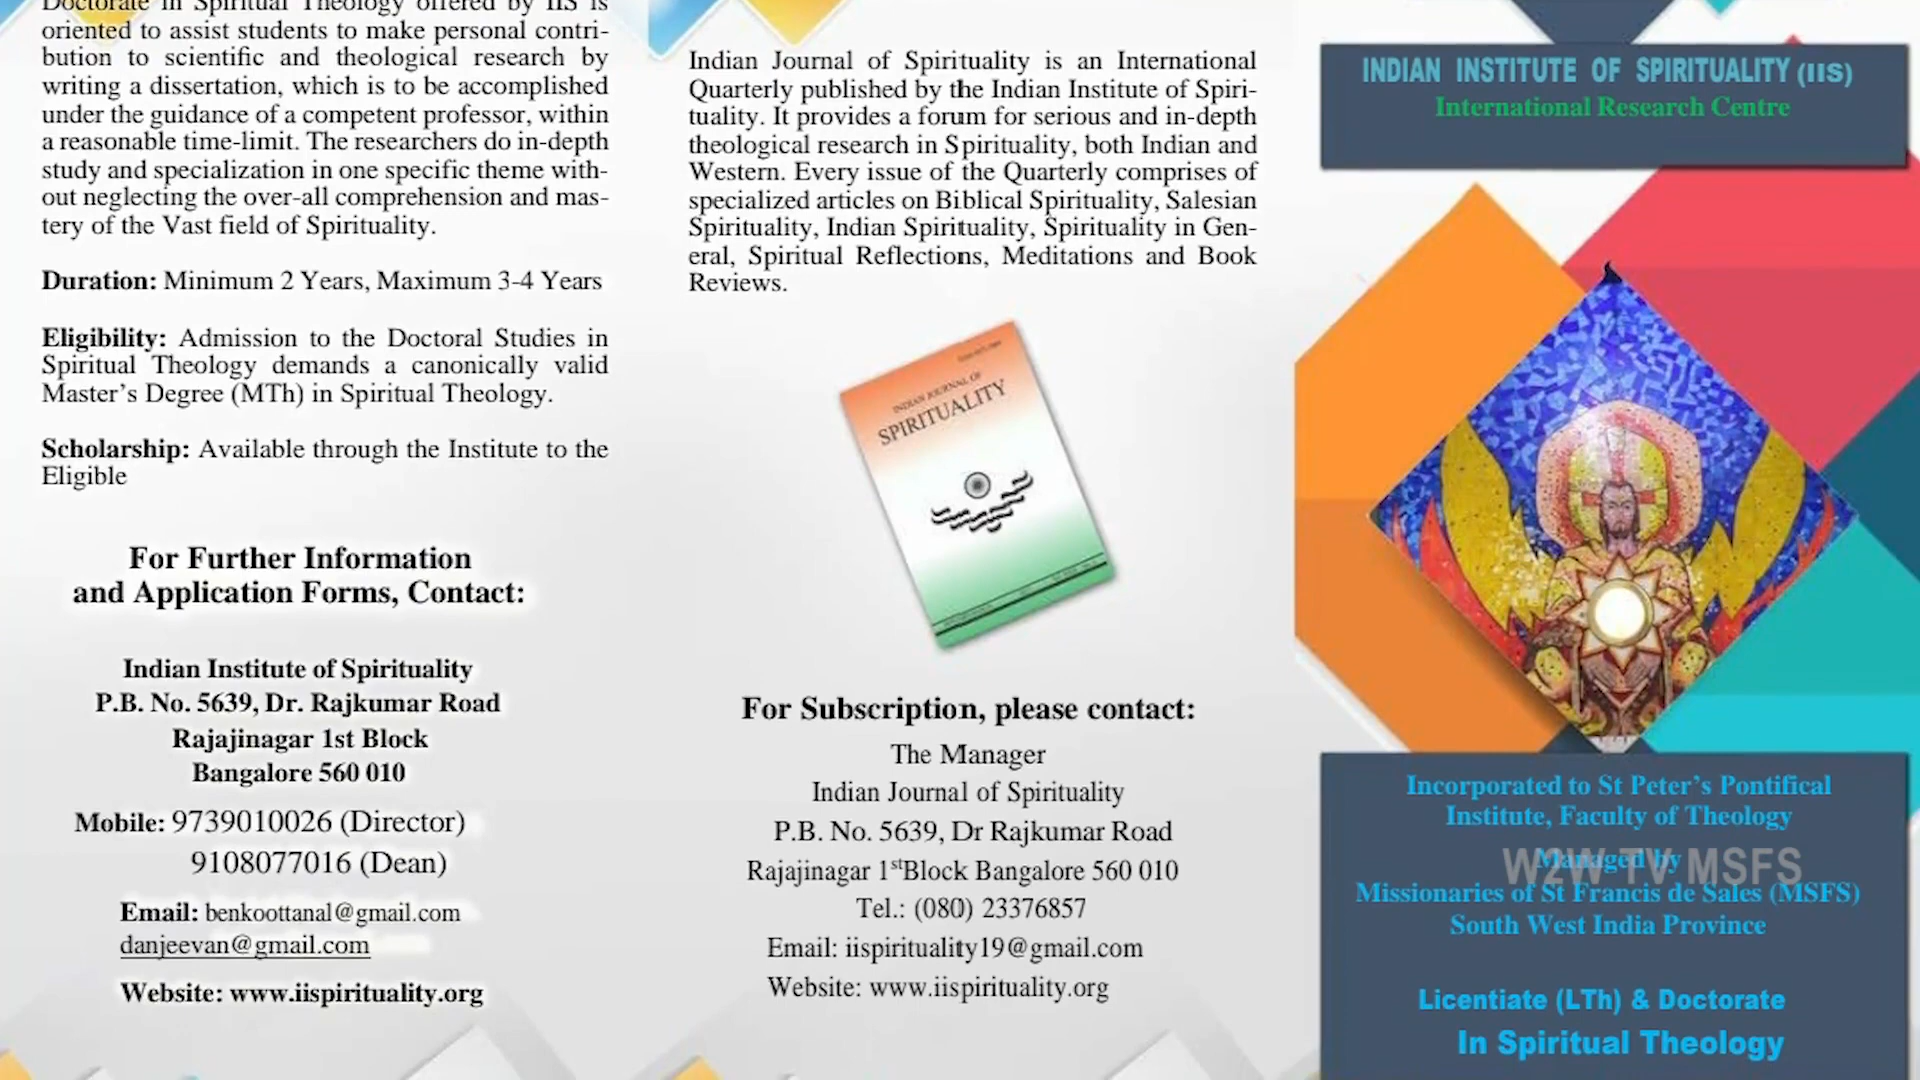 Doctorate in Spiritual Theology offered by IIS is
oriented to assist students to make personal contri-
bution to scientific and theological research by
writing a dissertation, which is to be accomplished
under the guidance of a competent professor, within
a reasonable time-limit. The researchers do in-depth
study and specialization in one specific theme with-
out neglecting the over-all comprehension and mas-
tery of the Vast field of Spirituality.
Duration: Minimum 2 Years, Maximum 3-4 Years
Eligibility: Admission to the Doctoral Studies in
Spiritual Theology demands a canonically valid
Master's Degree (MTh) in Spiritual Theology.
Scholarship: Available through the Institute to the
Eligible
For Further Information
and Application Forms, Contact:
Indian Institute of Spirituality
P.B. No. 5639, Dr. Rajkumar Road
Rajajinagar 1st Block
Bangalore 560 010
Mobile: 9739010026 (Director)
9108077016 (Dean)
Email: benkoottanal@gmail.com
danjeevan@gmail.com
Website: www.iispirituality.org
Indian Journal of Spirituality is an International
Quarterly published by the Indian Institute of Spiri-
tuality. It provides a forum for serious and in-depth
theological research in Spirituality, both Indian and
Western. Every issue of the Quarterly comprises of
specialized articles on Biblical Spirituality, Salesian
Spirituality, Indian Spirituality, Spirituality in Gen-
eral, Spiritual Reflections, Meditations and Book
Reviews.
INDIAN JOURNAL OF
SPIRITUALITY
For Subscription, please contact:
The Manager
Indian Journal of Spirituality
P.B. No. 5639, Dr Rajkumar Road
Rajajinagar 1stBlock Bangalore 560 010
Tel.: (080) 23376857
Email: iispirituality19@gmail.com
Website: www.iispirituality.org
INDIAN INSTITUTE OF SPIRITUALITY (IIS)
International Research Centre
Incorporated to St Peter's Pontifical
Institute, Faculty of Theology
Managed by
W2W TV MSFS
Missionaries of St Francis de Sales (MSFS)
South West India Province
Licentiate (LTh) & Doctorate
In Spiritual Theology